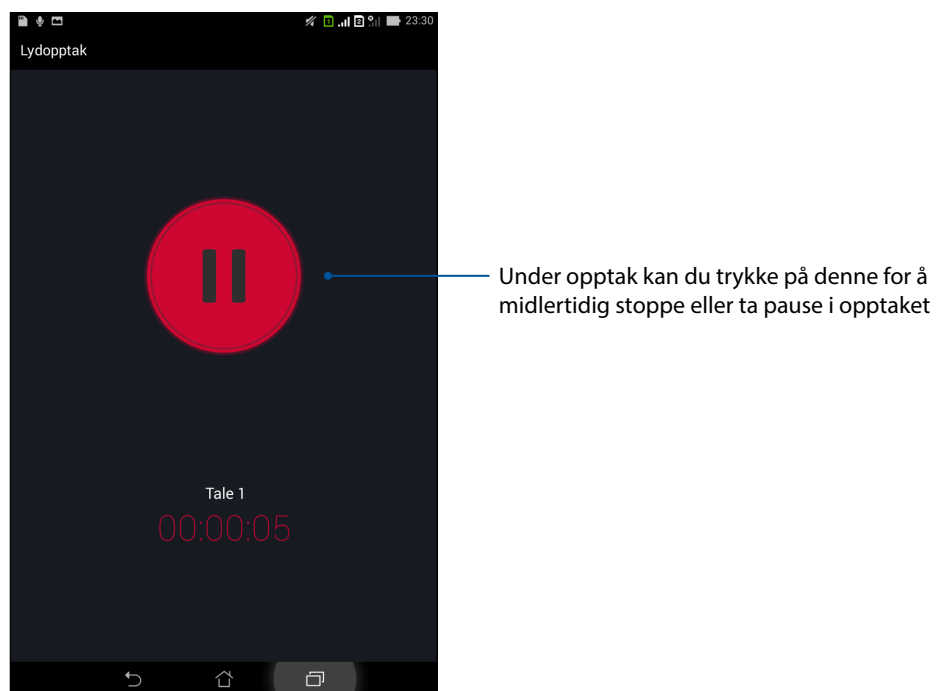 23:30
Lydopptak
Under opptak kan du trykke på denne for å
midlertidig stoppe eller ta pause i opptaket
Tale 1
00:00:05